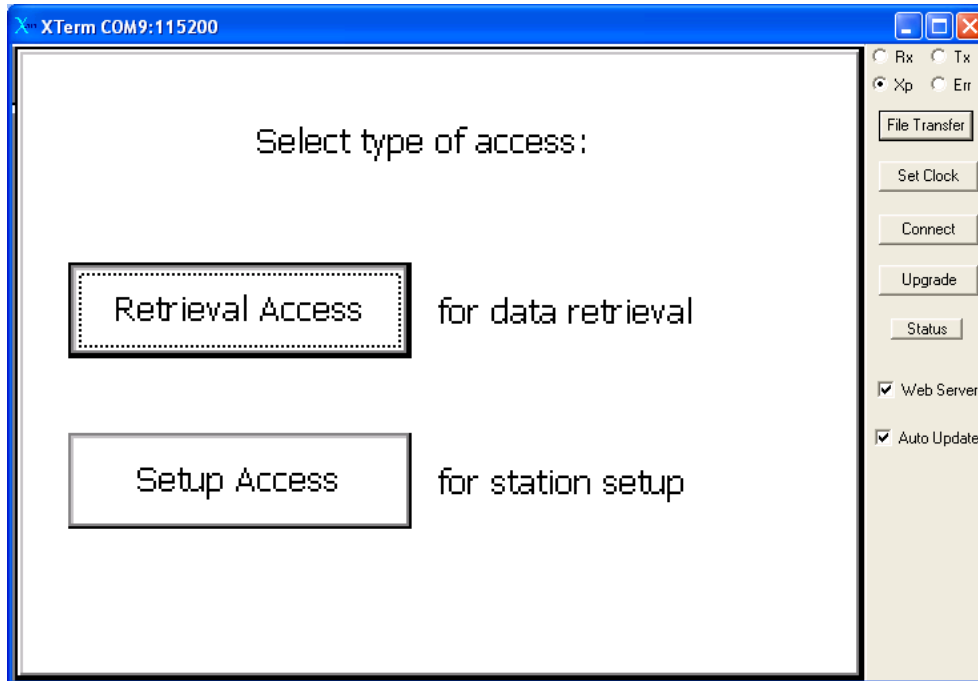 XTerm COM9:115200
Rx Tx
Xp Err
File Transfer
Set Clock
Connect
Upgrade
Status
Web Server
Auto Update
Select type of access:
Retrieval Access for data retrieval
Setup Access for station setup